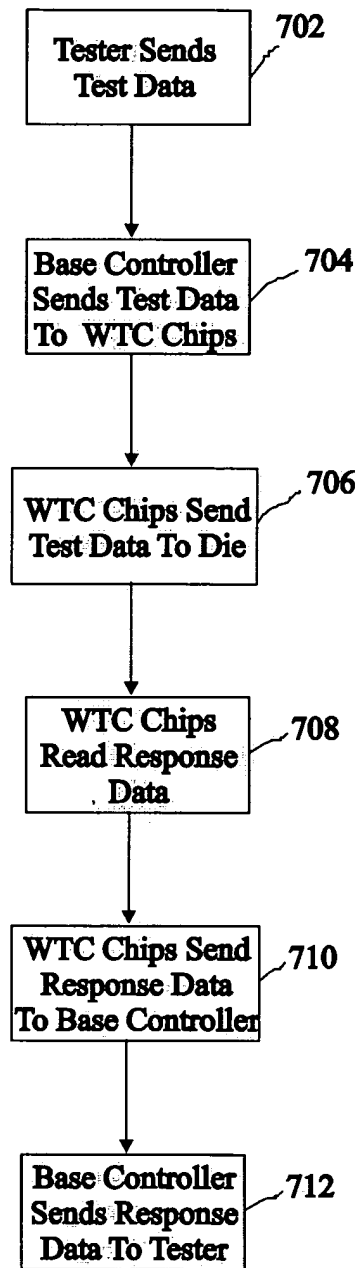 Tester Sends
Test Data
702
Base Controller
Sends Test Data
To WTC Chips
704
WTC Chips Send
Test Data To Die
706
WTC Chips
Read Response
Data
708
WTC Chips Send
Response Data
To Base Controller
710
Base Controller
Sends Response
Data To Tester
712